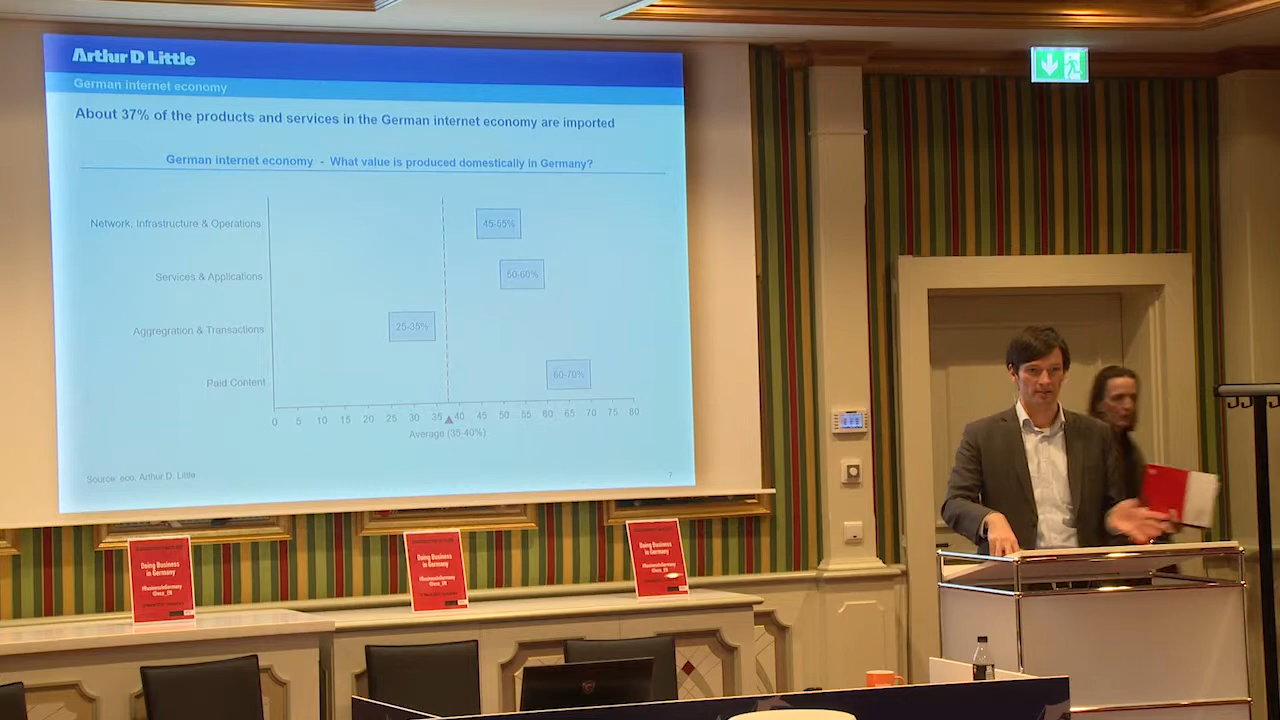 Arthur D Little
German internet economy
About 37% of the products and services in the German internet economy are imported
German internet economy - What value is produced domestically in Germany?
Network, Infrastructure & Operations
45-55%
Services & Applications
50-60%
Aggregration & Transactions
25-35%
Paid Content
60-70%
0 5 10 15 20 25 30 35 40 45 50 55 60 65 70 75 80
Average (35-40%)
Source: eco, Arthur D. Little
7
Doing Business
in Germany
Doing Business
in Germany
Doing Business
in Germany